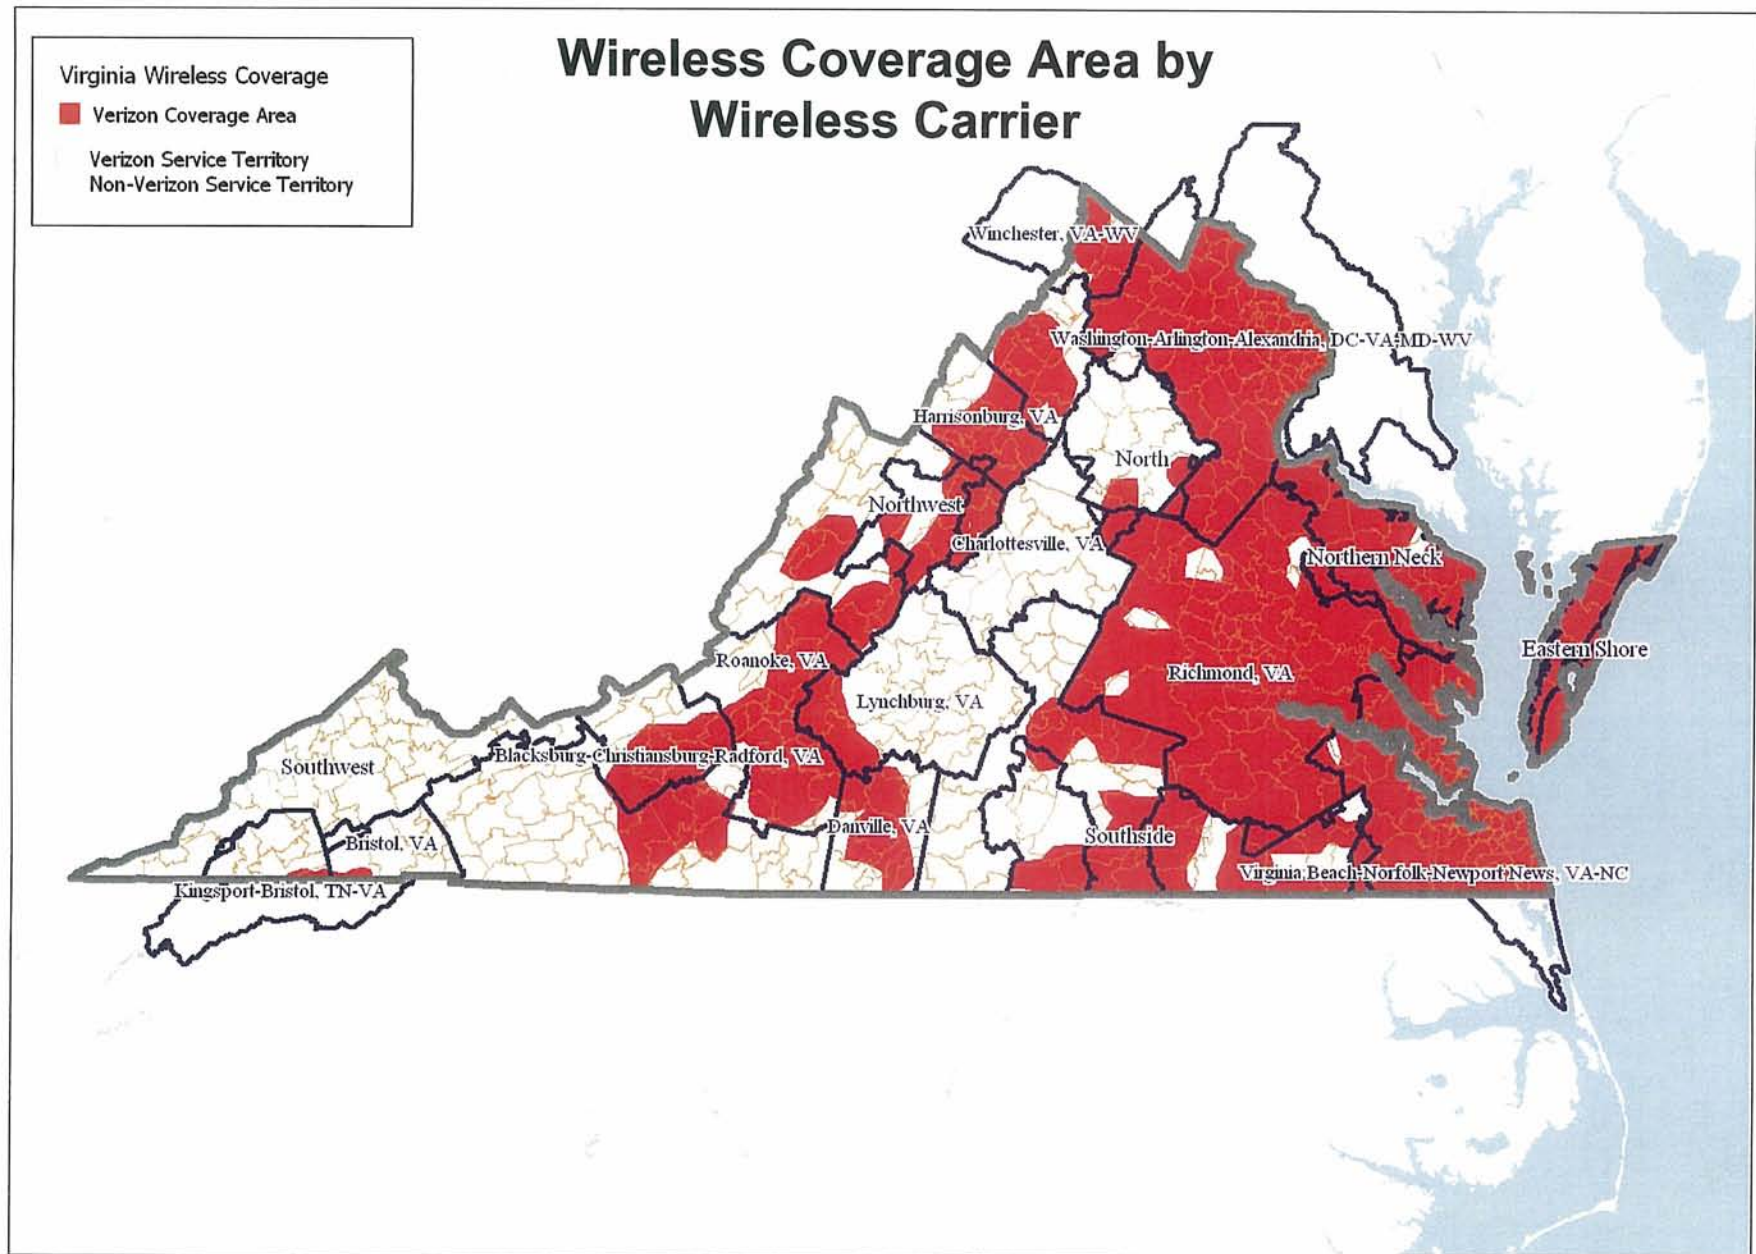 Wireless Coverage Area by
Wireless Carrier
Virginia Wireless Coverage
Verizon Coverage Area
Verizon Service Territory
Non-Verizon Service Territory
Winchester, VA-WV
Washington-Arlington-Alexandria, DC-VA-MD-WV
Harrisonburg, VA
North
Northwest
Charlottesville, VA
Northern Neck
Eastern Shore
Roanoke, VA
Richmond, VA
Lynchburg, VA
Blacksburg-Christiansburg-Radford, VA
Southwest
Danville, VA
Southside
Bristol, VA
Virginia Beach-Norfolk-Newport News, VA-NC
Kingsport-Bristol, TN-VA